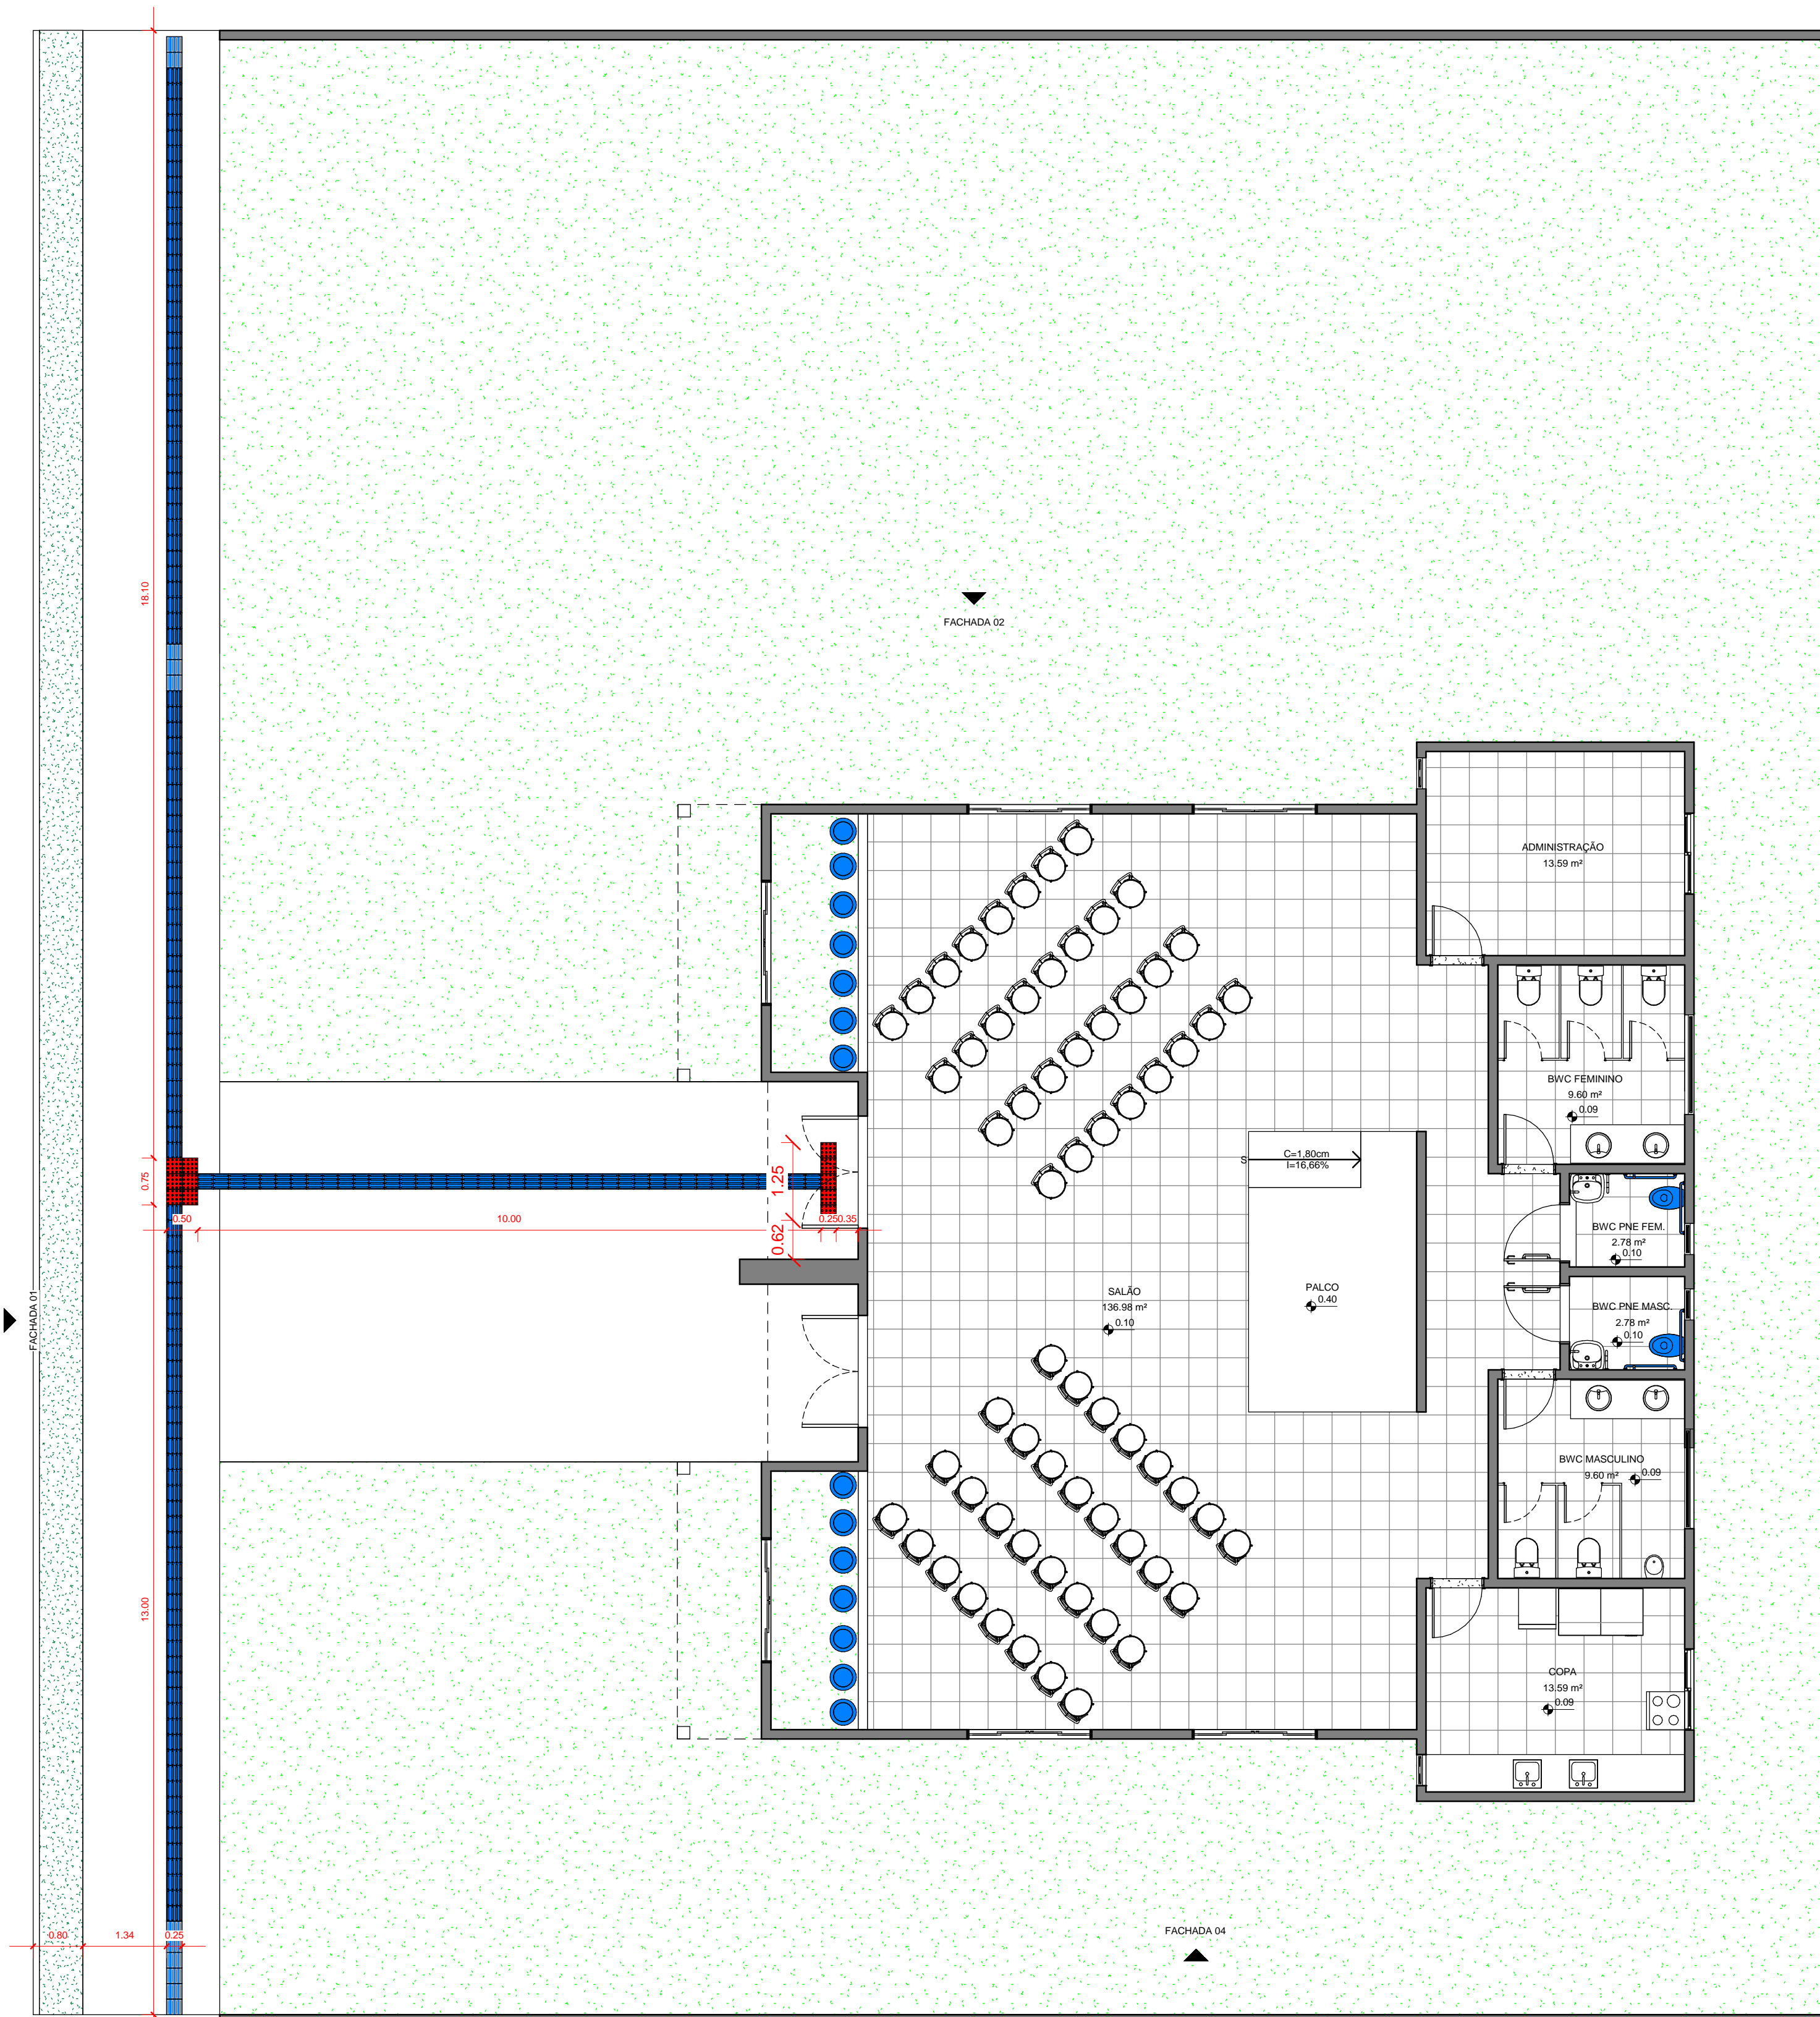 18.10
FACHADA 02
ADMINISTRAÇÃO
13.59 m²
BWC FEMININO
9.60 m²
0.09
0.75
0.50
10.00
1.25
0.25
0.35
0.62
S
C=1,80cm
I=16,66%
BWC PNE FEM.
2.78 m²
0.10
SALÃO
136.98 m²
0.10
PALCO
0.40
BWC PNE MASC.
2.78 m²
0.10
FACHADA 01
BWC MASCULINO
9.60 m²
0.09
13.00
COPA
13.59 m²
0.09
0.80
1.34
0.25
FACHADA 04